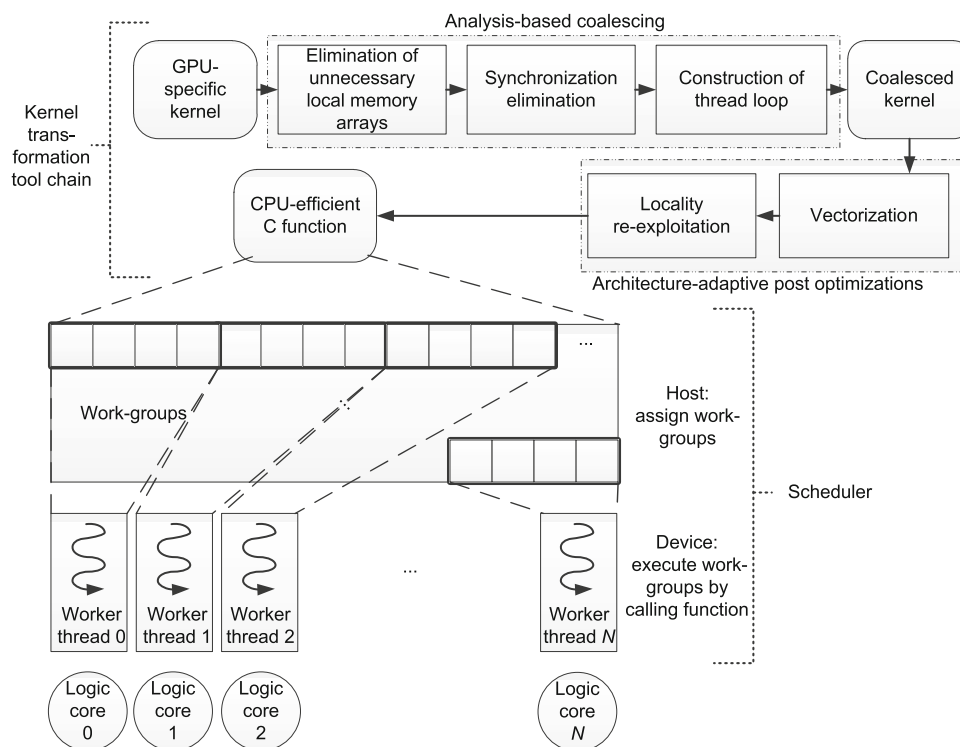 Analysis-based coalescing
GPU-
specific
kernel
Elimination of
unnecessary
local memory
arrays
Synchronization
elimination
Construction of
thread loop
Coalesced
kernel
Kernel
trans-
formation
tool chain
CPU-efficient
C function
Locality
re-exploitation
Vectorization
Architecture-adaptive post optimizations
...
Work-groups
...
Host:
assign work-
groups
Scheduler
Device:
execute work-
groups by
calling function
Worker
thread 0
Worker
thread 1
Worker
thread 2
...
Worker
thread N
Logic
core
0
Logic
core
1
Logic
core
2
Logic
core
N